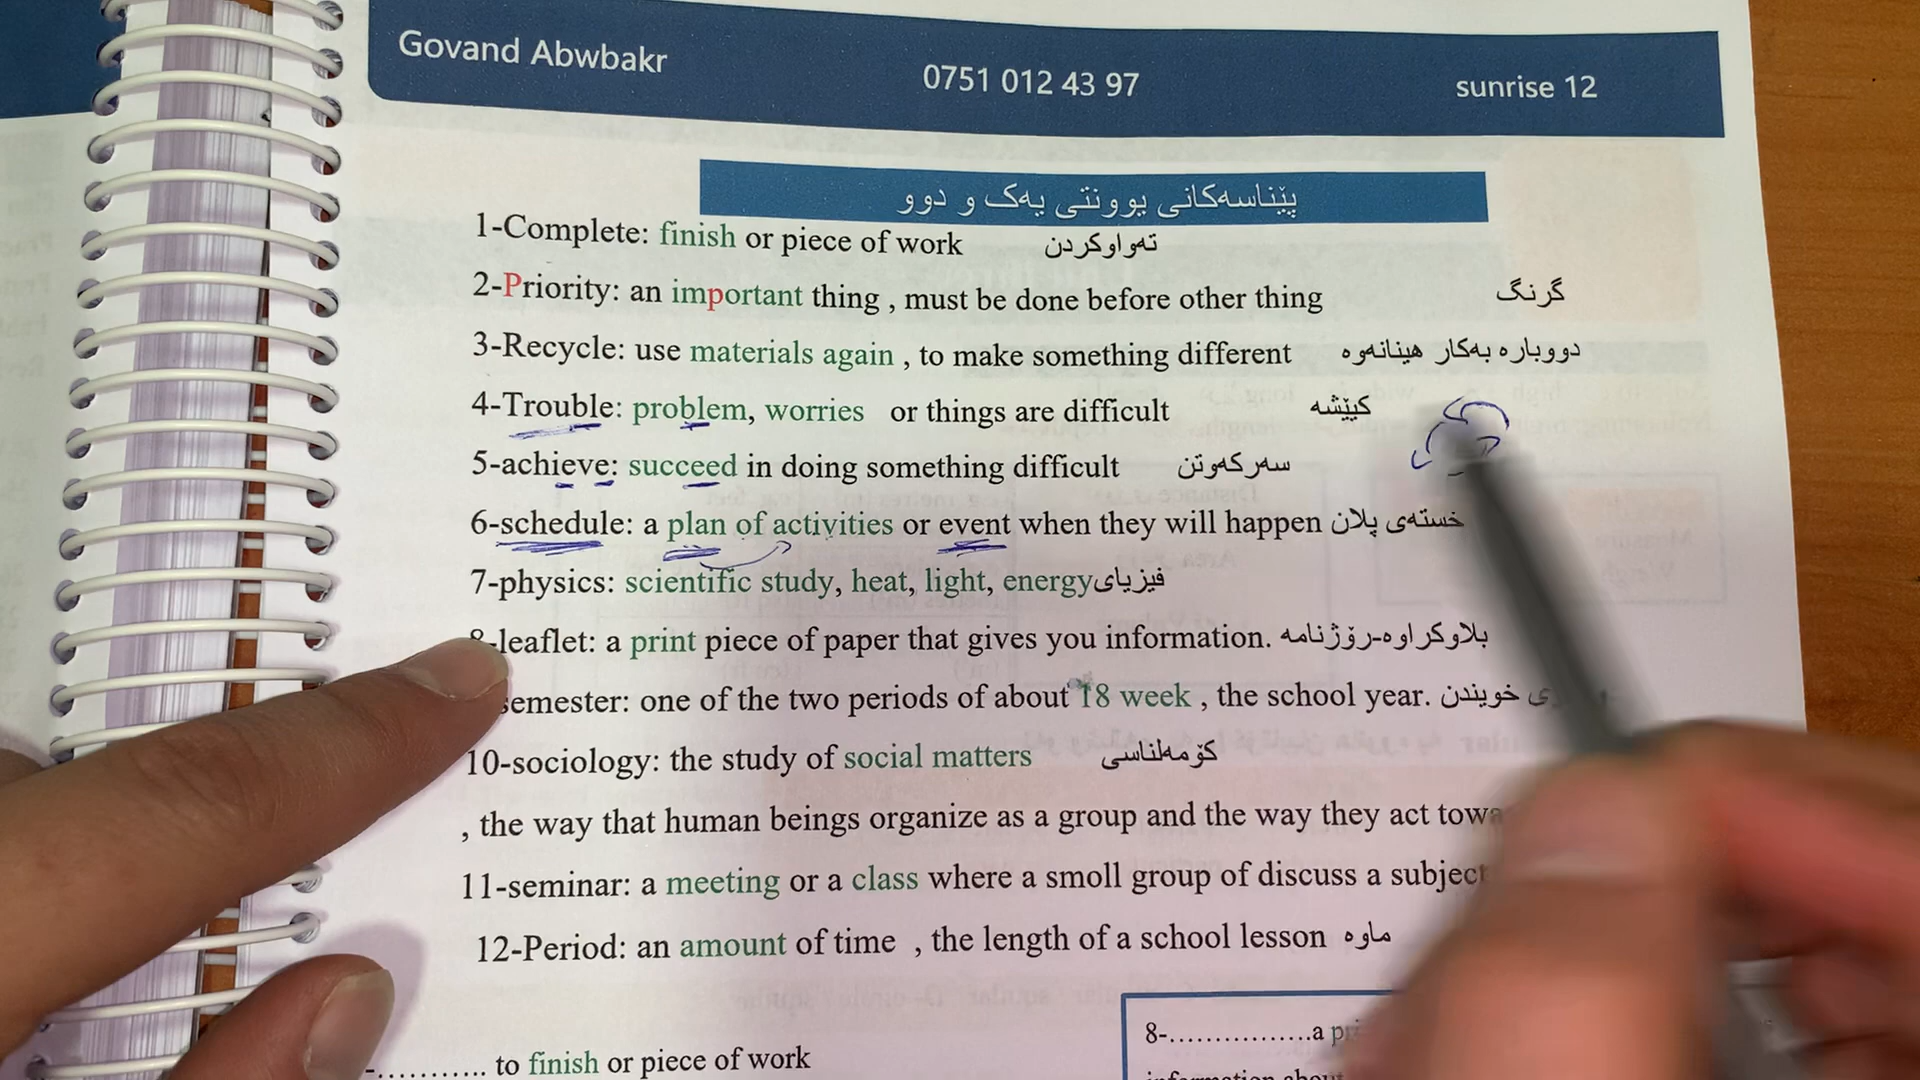 Govand Abwbakr 0751 012 43 97 sunrise 12
پێناسەکانی یوونتی یەک و دوو
1-Complete: finish or piece of work تەواوکردن
2-Priority: an important thing , must be done before other thing گرنگ
3-Recycle: use materials again , to make something different دووبارە بەکار هینانەوە
4-Trouble: problem, worries or things are difficult کێشە
5-achieve: succeed in doing something difficult سەرکەوتن
6-schedule: a plan of activities or event when they will happen خستەی پلان
7-physics: scientific study, heat, light, energy فیزیای
8-leaflet: a print piece of paper that gives you information. بلاوکراوە-رۆژنامە
semester: one of the two periods of about 18 week , the school year. خویندن
10-sociology: the study of social matters کۆمەلناسی
, the way that human beings organize as a group and the way they act
11-seminar: a meeting or a class where a smoll group of discuss a subject
12-Period: an amount of time , the length of a school lesson ماوە
-........... to finish or piece of work
8-................a